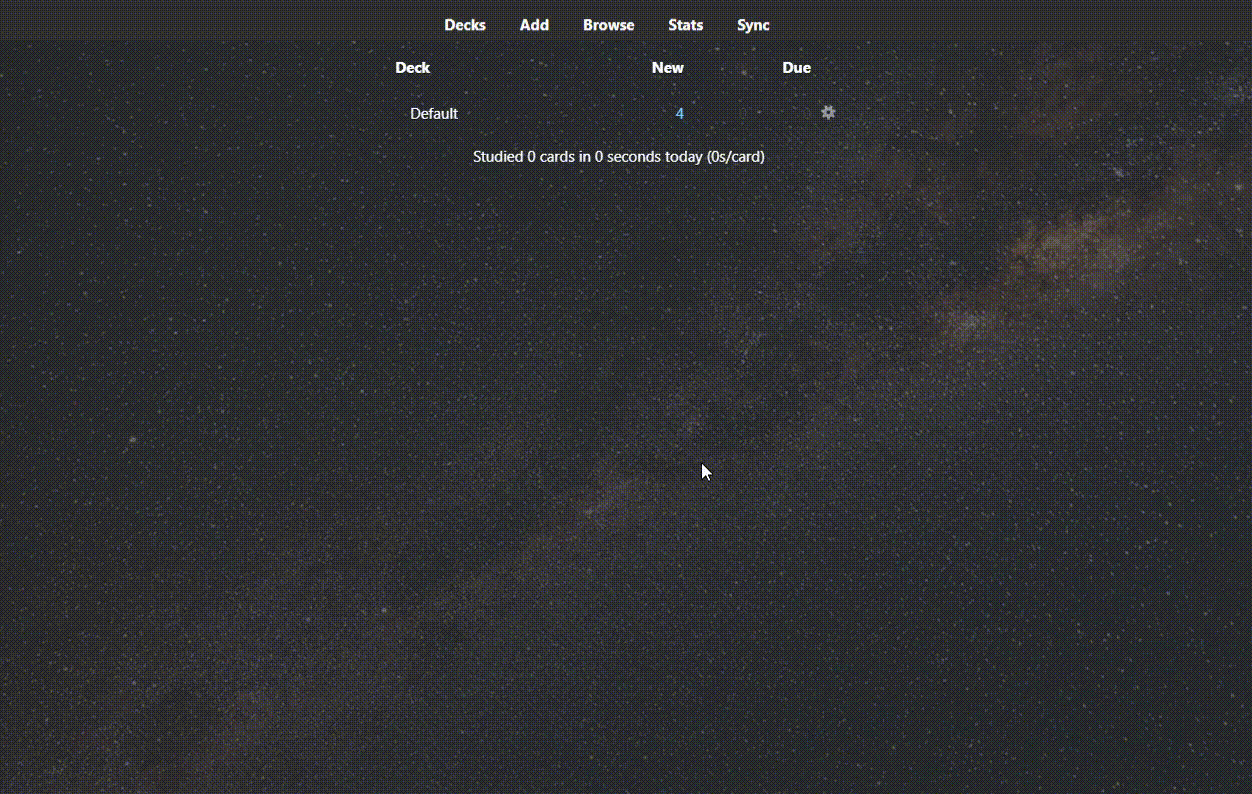 Decks Add Browse Stats Sync
Deck New Due
Default 4
Studied 0 cards in 0 seconds today (0s/card)